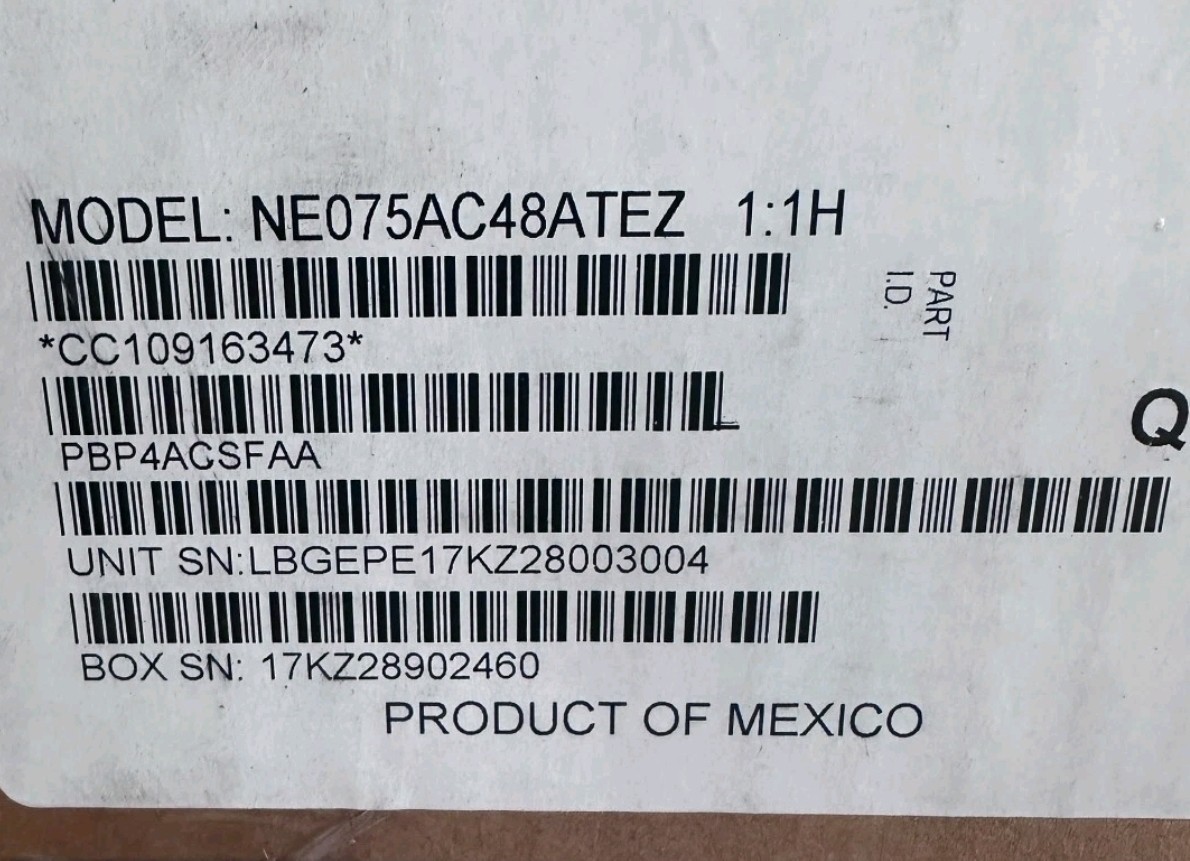 MODEL: NE075AC48ATEZ 1:1H
*CC109163473*
PBP4ACSFAA
UNIT SN:LBGEPE17KZ28003004
BOX SN: 17KZ28902460
PRODUCT OF MEXICO
PART
I.D.
Q